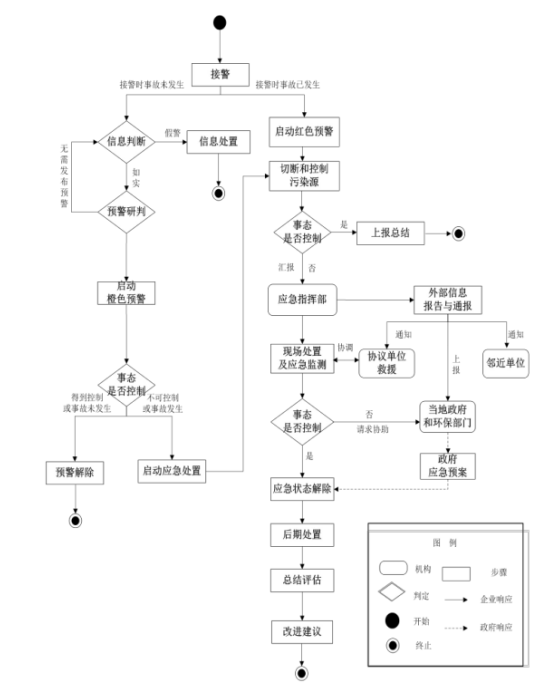 接警
接警时事故未发生
接警时事故已发生
启动红色预警
信息判断
假警
信息处置
无需发布预警
如实
切断和控制
污染源
预警研判
事态
是否控制
是
上报总结
汇报
否
启动
橙色预警
应急指挥部
外部信息
报告与通报
通知
通知
现场处置
及应急监测
协调
协议单位
救援
上报
邻近单位
事态
是否控制
得到控制
或事故未发生
不可控制
或事故发生
事态
是否控制
否
请求协助
当地政府
和环保部门
是
预警解除
启动应急处置
政府
应急预案
应急状态解除
后期处置
总结评估
改进建议
图 例
机构
步骤
判定
企业响应
开始
政府响应
终止